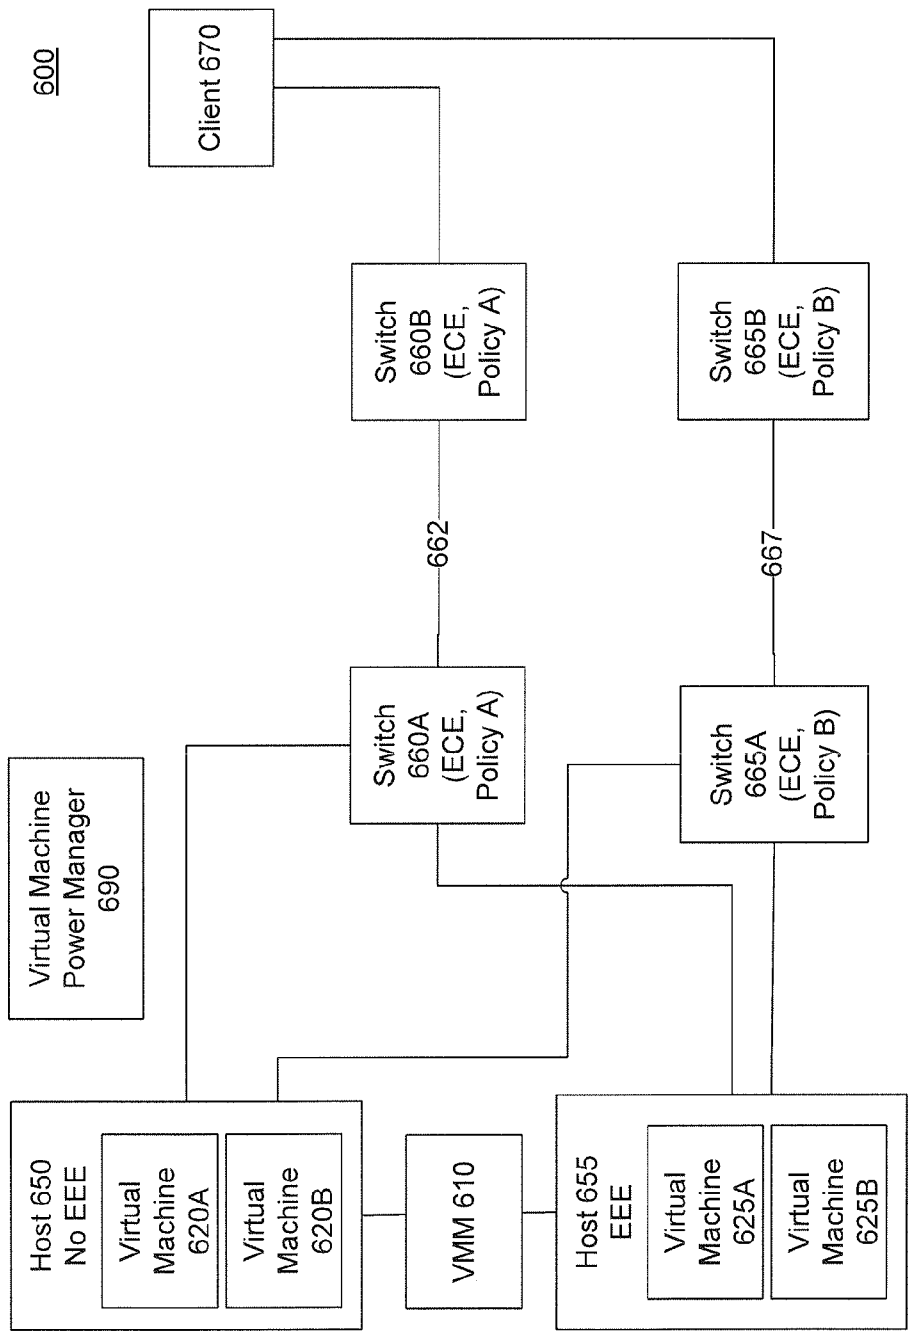 600
Host 650
No EEE
Virtual
Machine
620A
Virtual
Machine
620B
Virtual Machine
Power Manager
690
Client 670
VMM 610
Switch
660A
(ECE,
Policy A)
662
Switch
660B
(ECE,
Policy A)
Host 655
EEE
Virtual
Machine
625A
Virtual
Machine
625B
Switch
665A
(ECE,
Policy B)
667
Switch
665B
(ECE,
Policy B)